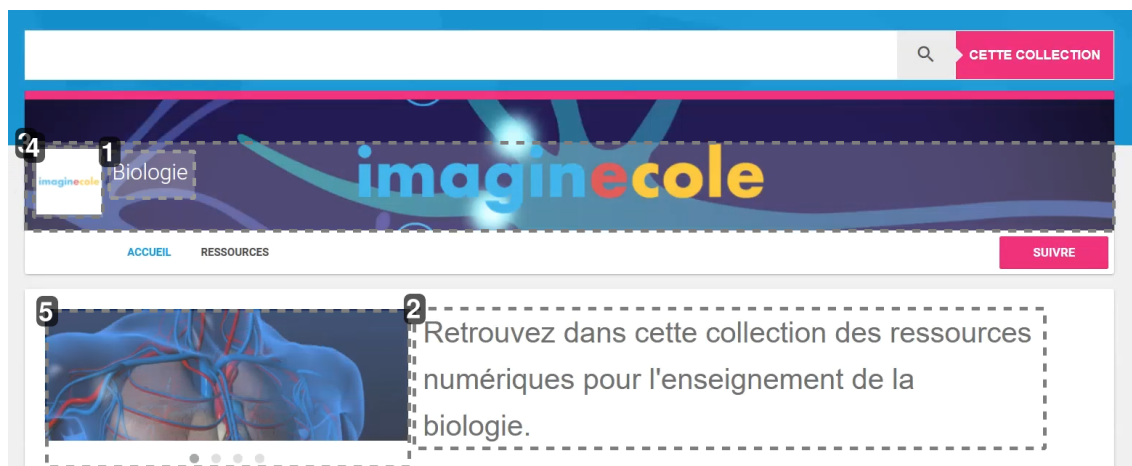 CETTE COLLECTION
3
4
1
imaginecole
Biologie
imaginecole
ACCUEIL
RESSOURCES
SUIVRE
5
2
Retrouvez dans cette collection des ressources
numériques pour l'enseignement de la
biologie.